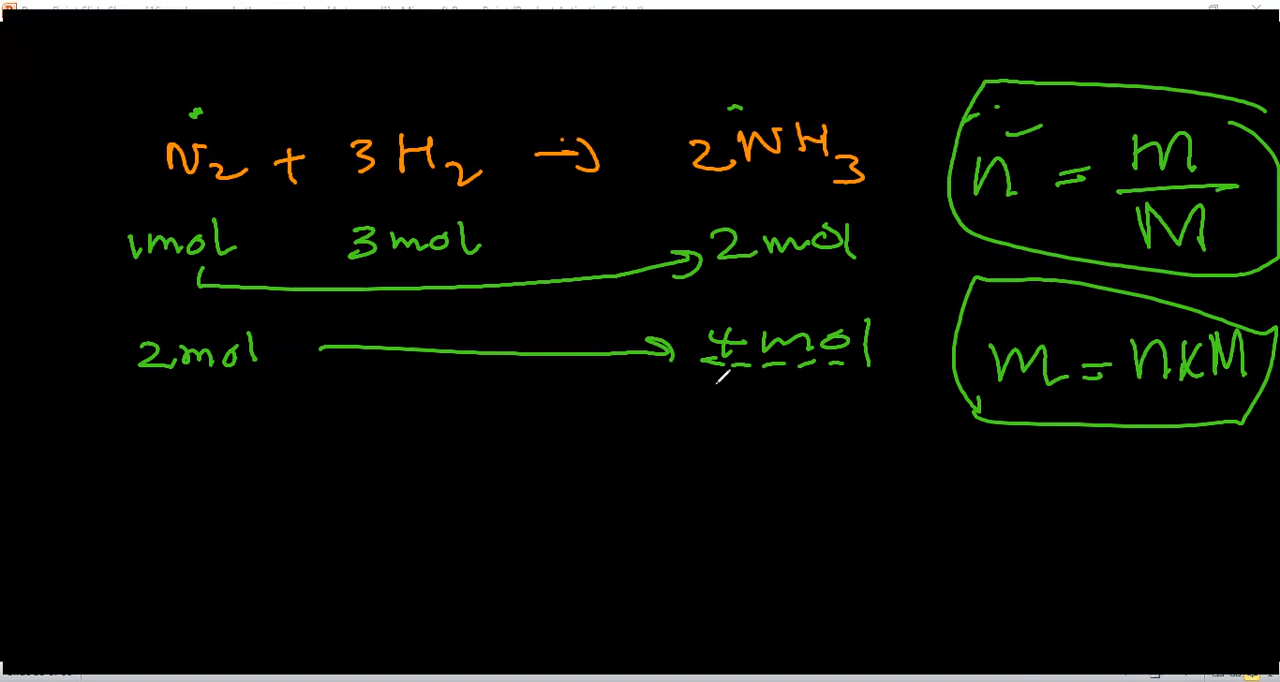 N2 + 3H2 → 2NH3
1mol 3mol 2mol
2mol → 4mol
n = m/M
m = n×M